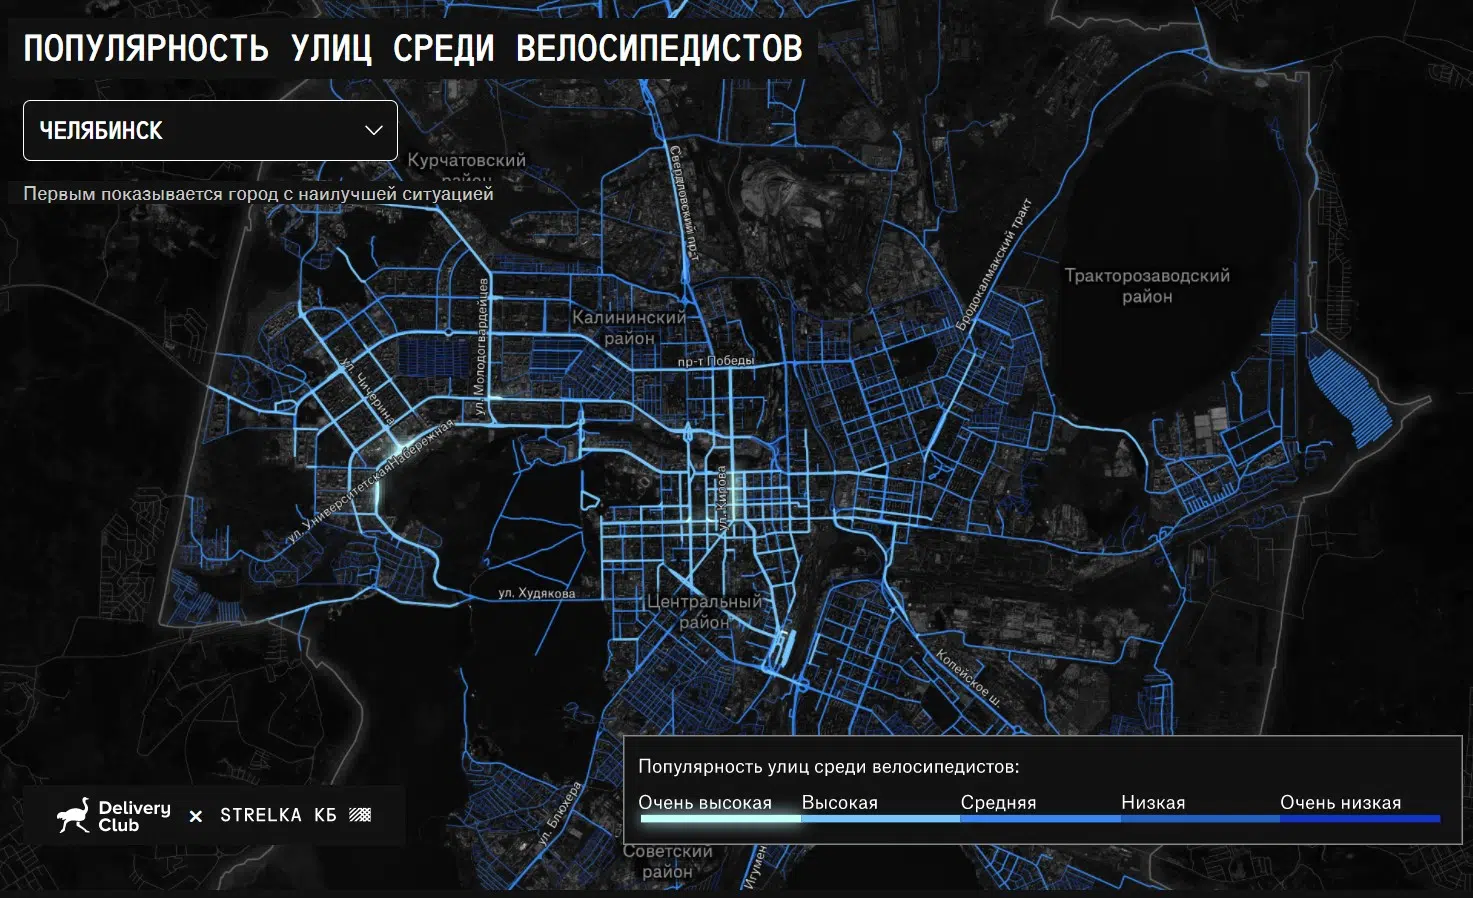 ПОПУЛЯРНОСТЬ УЛИЦ СРЕДИ ВЕЛОСИПЕДИСТОВ
ЧЕЛЯБИНСК
Первым показывается город с наилучшей ситуацией
Курчатовский
район
Свердловский пр-т
Бродокалмакский тракт
Тракторозаводский
район
Калининский
район
ул. Молодогвардейцев
пр-т Победы
ул. Чичерина
ул. Университетская Набережная
ул. Кирова
ул. Худякова
Центральный
район
Копейское ш.
ул. Блюхера
Советский
район
Игумен
Популярность улиц среди велосипедистов:
Очень высокая
Высокая
Средняя
Низкая
Очень низкая
Delivery
Club
×
STRELKA КБ